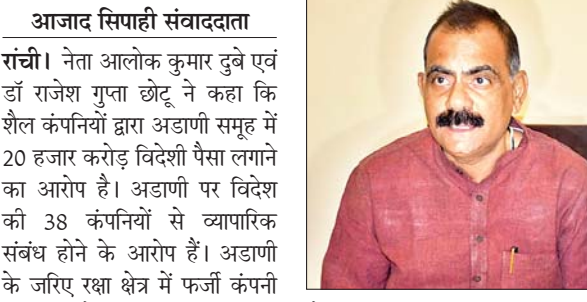 आजाद सिपाही संवाददाता
रांची। नेता आलोक कुमार दुबे एवं
डॉ राजेश गुप्ता छोटू ने कहा कि
शैल कंपनियों द्वारा अडाणी समूह में
20 हजार करोड़ विदेशी पैसा लगाने
का आरोप है। अडाणी पर विदेश
की 38 कंपनियों से व्यापारिक
संबंध होने के आरोप हैं। अडाणी
के जरिए रक्षा क्षेत्र में फर्जी कंपनी